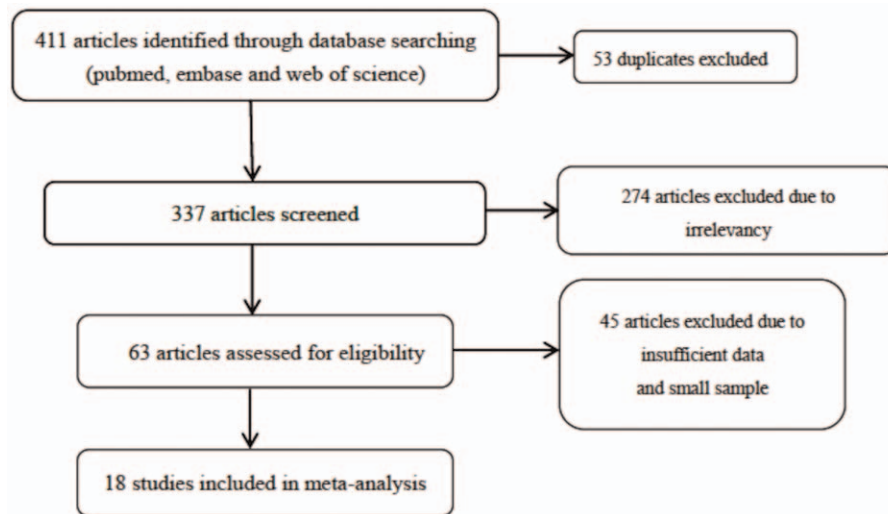 411 articles identified through database searching
(pubmed, embase and web of science)
53 duplicates excluded
337 articles screened
274 articles excluded due to
irrelevancy
63 articles assessed for eligibility
45 articles excluded due to
insufficient data
and small sample
18 studies included in meta-analysis